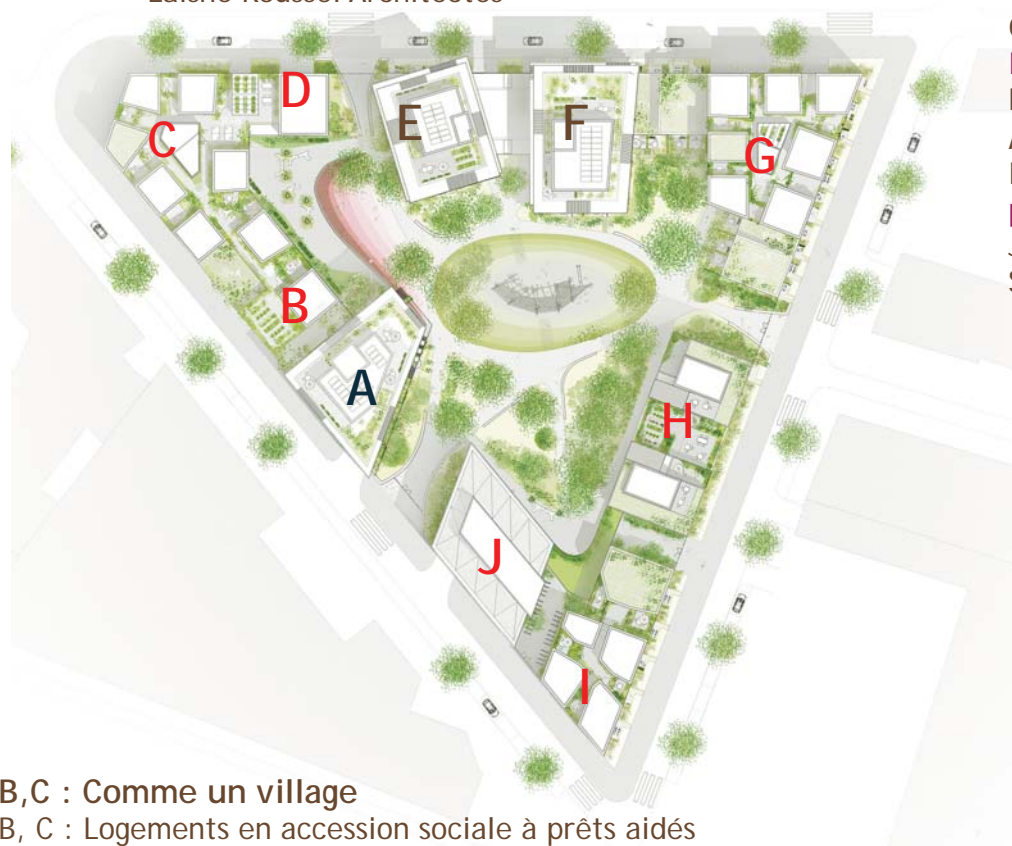 D
E
F
C
G
B
A
H
J
I
B,C : Comme un village
B, C : Logements en accession sociale à prêts aidés